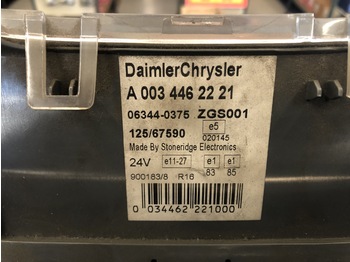 DaimlerChrysler
A 003 446 22 21
06344-0375 ZGS001
125/67590 e5
020145
Made By Stoneridge Electronics
24V e11-27 e1 e1
83 85
900183/8 R16
0 034462 221000